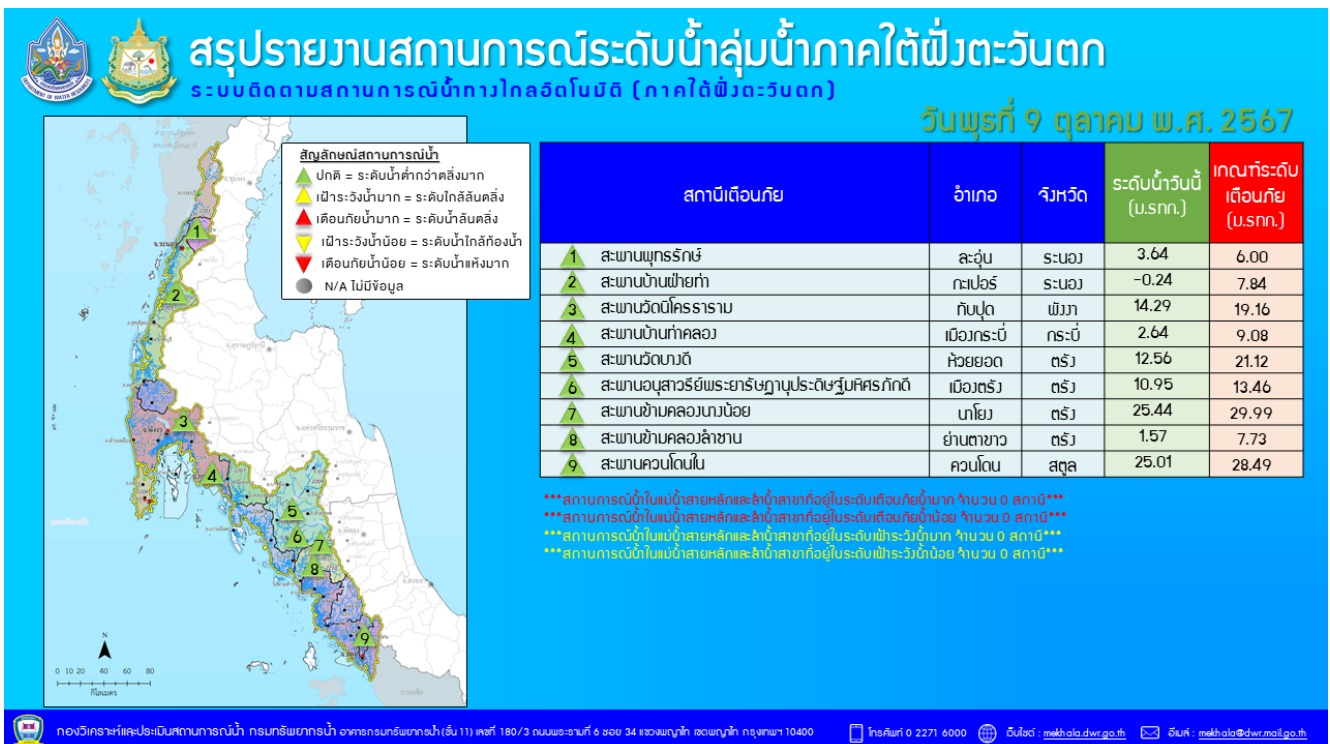 สรุปรายงานสถานการณ์ระดับน้ำลุ่มน้ำภาคใต้ฝั่งตะวันตก
ระบบติดตามสถานการณ์น้ำทางไกลอัตโนมัติ (ภาคใต้ฝั่งตะวันตก)
วันพุธที่ 9 ตุลาคม พ.ศ. 2567
สัญลักษณ์สถานการณ์น้ำ
ปกติ = ระดับน้ำต่ำกว่าตลิ่งมาก
เฝ้าระวังน้ำมาก = ระดับใกล้ล้นตลิ่ง
เตือนภัยน้ำมาก = ระดับน้ำล้นตลิ่ง
เฝ้าระวังน้ำน้อย = ระดับน้ำใกล้ท้องน้ำ
เตือนภัยน้ำน้อย = ระดับน้ำแห้งมาก
N/A ไม่มีข้อมูล
1
2
3
4
5
6
7
8
9
N
0 10 20 40 60 80
กิโลเมตร
สถานีเตือนภัย อำเภอ จังหวัด ระดับน้ำวันนี้ (ม.รทก.) เกณฑ์ระดับเตือนภัย (ม.รทก.)
1 สะพานพุทธรักษ์ ละอุ่น ระนอง 3.64 6.00
2 สะพานบ้านฝ่ายท่า กะเปอร์ ระนอง -0.24 7.84
3 สะพานวัดนิโครธาราม ทับปุด พังงา 14.29 19.16
4 สะพานบ้านท่าคลอง เมืองกระบี่ กระบี่ 2.64 9.08
5 สะพานวัดบางดี ห้วยยอด ตรัง 12.56 21.12
6 สะพานอนุสาวรีย์พระยารัษฎานุประดิษฐ์มหิศรภักดี เมืองตรัง ตรัง 10.95 13.46
7 สะพานข้ามคลองนางน้อย นาโยง ตรัง 25.44 29.99
8 สะพานข้ามคลองลำชาน ย่านตาขาว ตรัง 1.57 7.73
9 สะพานควนโดนใน ควนโดน สตูล 25.01 28.49
***สถานการณ์น้ำในแม่น้ำสายหลักและลำน้ำสาขาที่อยู่ในระดับเตือนภัยน้ำมาก จำนวน 0 สถานี***
***สถานการณ์น้ำในแม่น้ำสายหลักและลำน้ำสาขาที่อยู่ในระดับเตือนภัยน้ำน้อย จำนวน 0 สถานี***
***สถานการณ์น้ำในแม่น้ำสายหลักและลำน้ำสาขาที่อยู่ในระดับเฝ้าระวังน้ำมาก จำนวน 0 สถานี***
***สถานการณ์น้ำในแม่น้ำสายหลักและลำน้ำสาขาที่อยู่ในระดับเฝ้าระวังน้ำน้อย จำนวน 0 สถานี***
กองวิเคราะห์และประเมินสถานการณ์น้ำ กรมทรัพยากรน้ำ อาคารกรมทรัพยากรน้ำ (ชั้น 11) เลขที่ 180/3 ถนนพระรามที่ 6 ซอย 34 แขวงพญาไท เขตพญาไท กรุงเทพฯ 10400 โทรศัพท์ 0 2271 6000 เว็บไซต์ : mekhala.dwr.go.th อีเมล์ : mekhala@dwr.mail.go.th